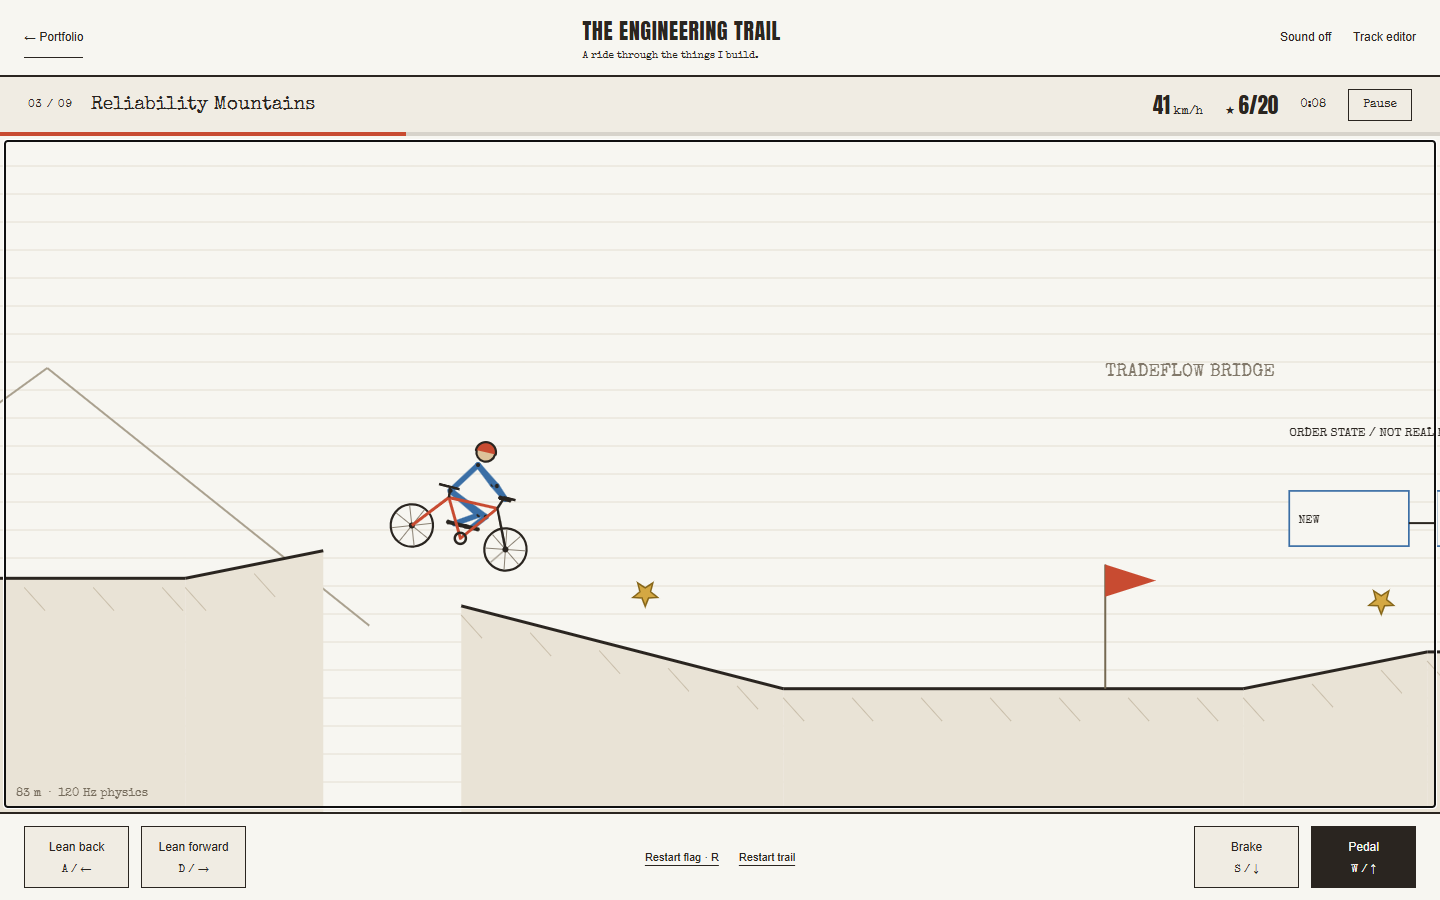 ← Portfolio
THE ENGINEERING TRAIL
A ride through the things I build.
Sound off
Track editor
03 / 09
Reliability Mountains
41 km/h
★ 6/20
0:08
Pause
TRADEFLOW BRIDGE
ORDER STATE / NOT REAL
NEW
83 m · 120 Hz physics
Lean back
A / ←
Lean forward
D / →
Restart flag · R
Restart trail
Brake
S / ↓
Pedal
W / ↑